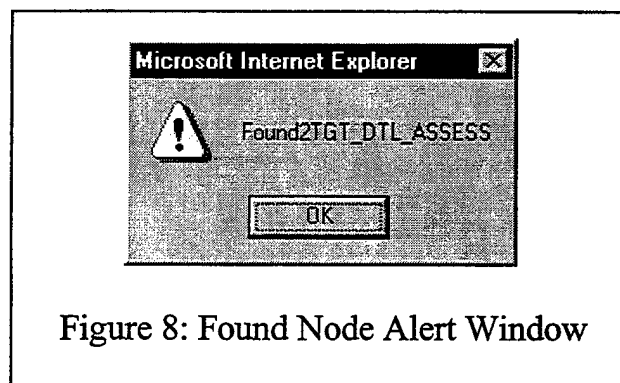 Microsoft Internet Explorer
Found2TGT_DTL_ASSESS
OK
Figure 8: Found Node Alert Window